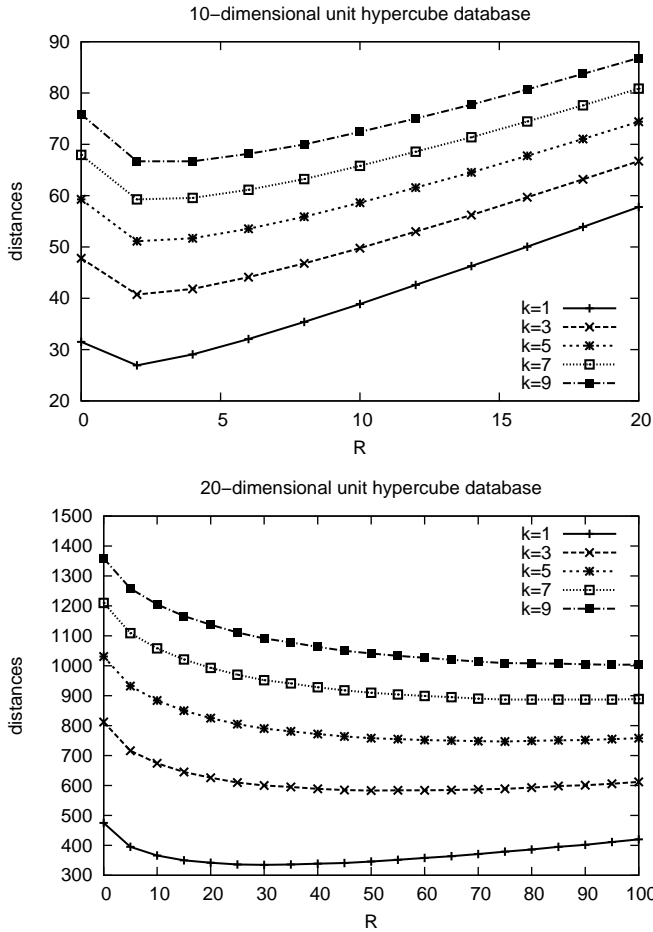 10−dimensional unit hypercube database
90
80
70
60
50
40
30
20
distances
k=1
k=3
k=5
k=7
k=9
0 5 10 15 20
R
20−dimensional unit hypercube database
1500
1400
1300
1200
1100
1000
900
800
700
600
500
400
300
distances
k=1
k=3
k=5
k=7
k=9
0 10 20 30 40 50 60 70 80 90 100
R